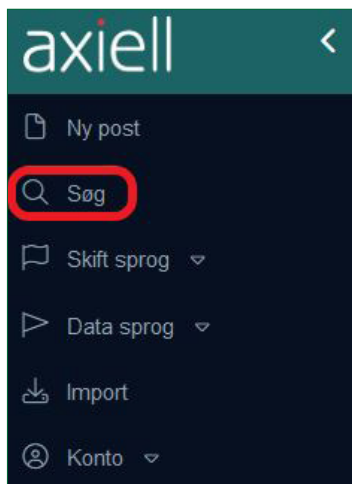 axiell
Ny post
Søg
Skift sprog
Data sprog
Import
Konto